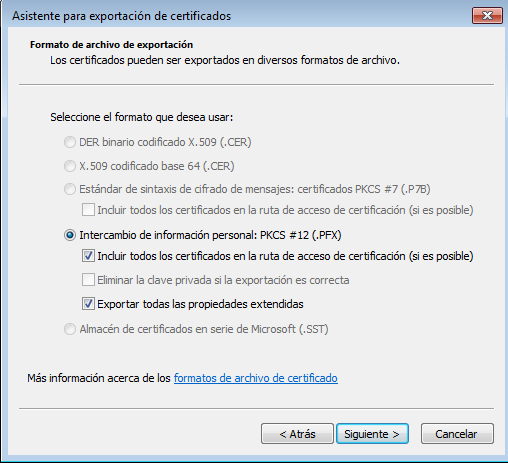 Asistente para exportación de certificados
Formato de archivo de exportación
Los certificados pueden ser exportados en diversos formatos de archivo.
Seleccione el formato que desea usar:
DER binario codificado X.509 (.CER)
X.509 codificado base 64 (.CER)
Estándar de sintaxis de cifrado de mensajes: certificados PKCS #7 (.P7B)
Incluir todos los certificados en la ruta de acceso de certificación (si es posible)
Intercambio de información personal: PKCS #12 (.PFX)
Incluir todos los certificados en la ruta de acceso de certificación (si es posible)
Eliminar la clave privada si la exportación es correcta
Exportar todas las propiedades extendidas
Almacén de certificados en serie de Microsoft (.SST)
Más información acerca de los formatos de archivo de certificado
< Atrás Siguiente > Cancelar